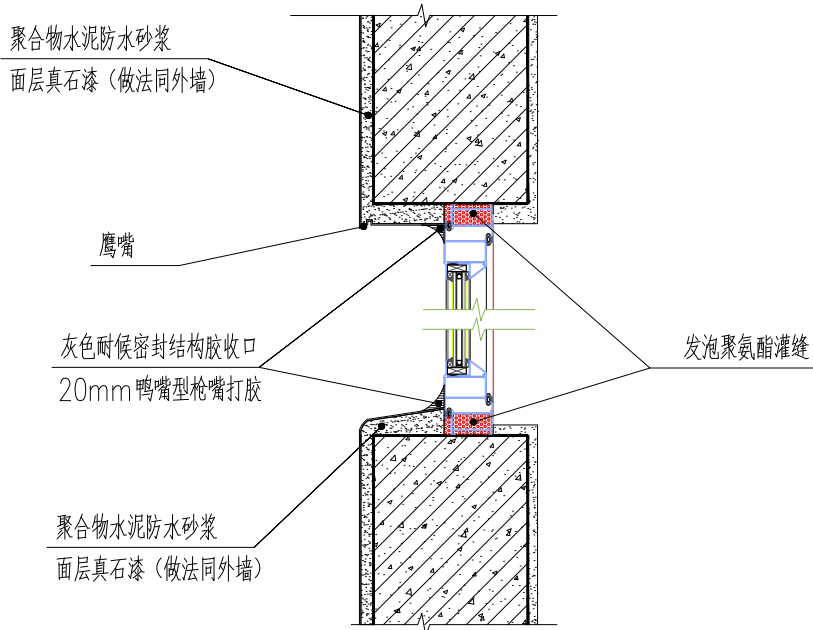 聚合物水泥防水砂浆
面层真石漆（做法同外墙）
鹰嘴
灰色耐候密封结构胶收口
20mm鸭嘴型枪嘴打胶
发泡聚氨酯灌缝
聚合物水泥防水砂浆
面层真石漆（做法同外墙）